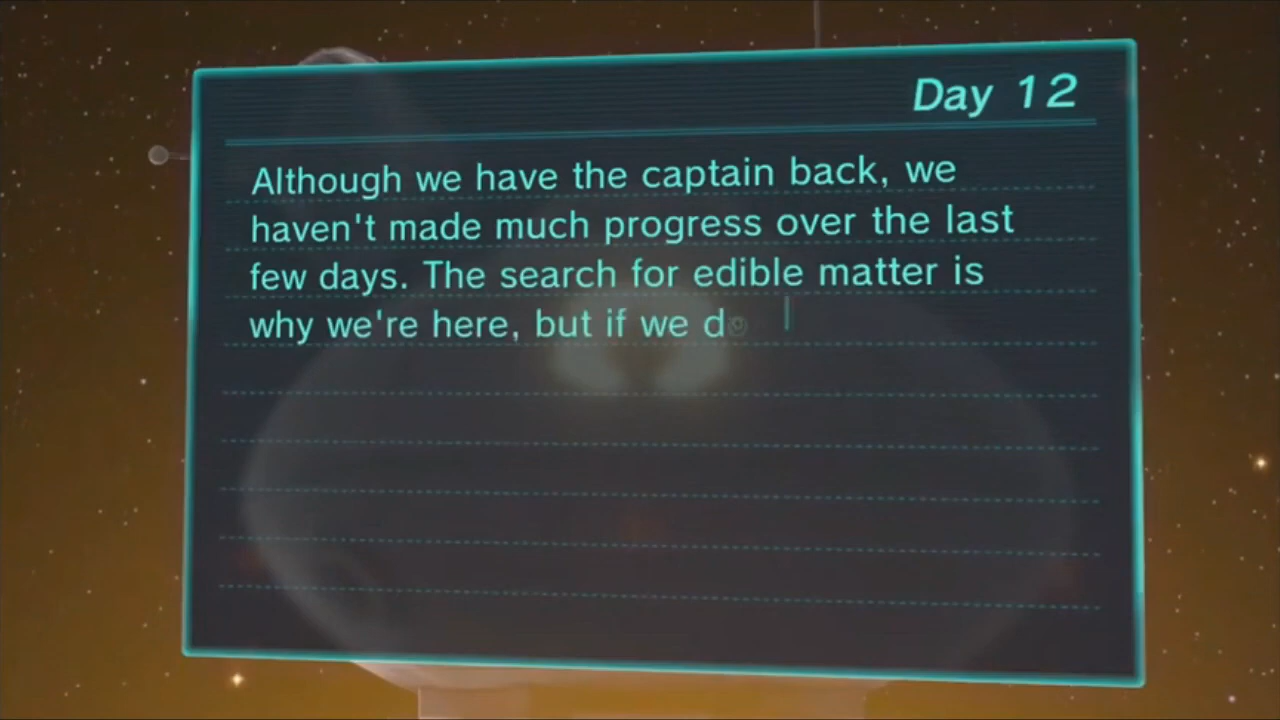 Day 12
Although we have the captain back, we
haven't made much progress over the last
few days. The search for edible matter is
why we're here, but if we d